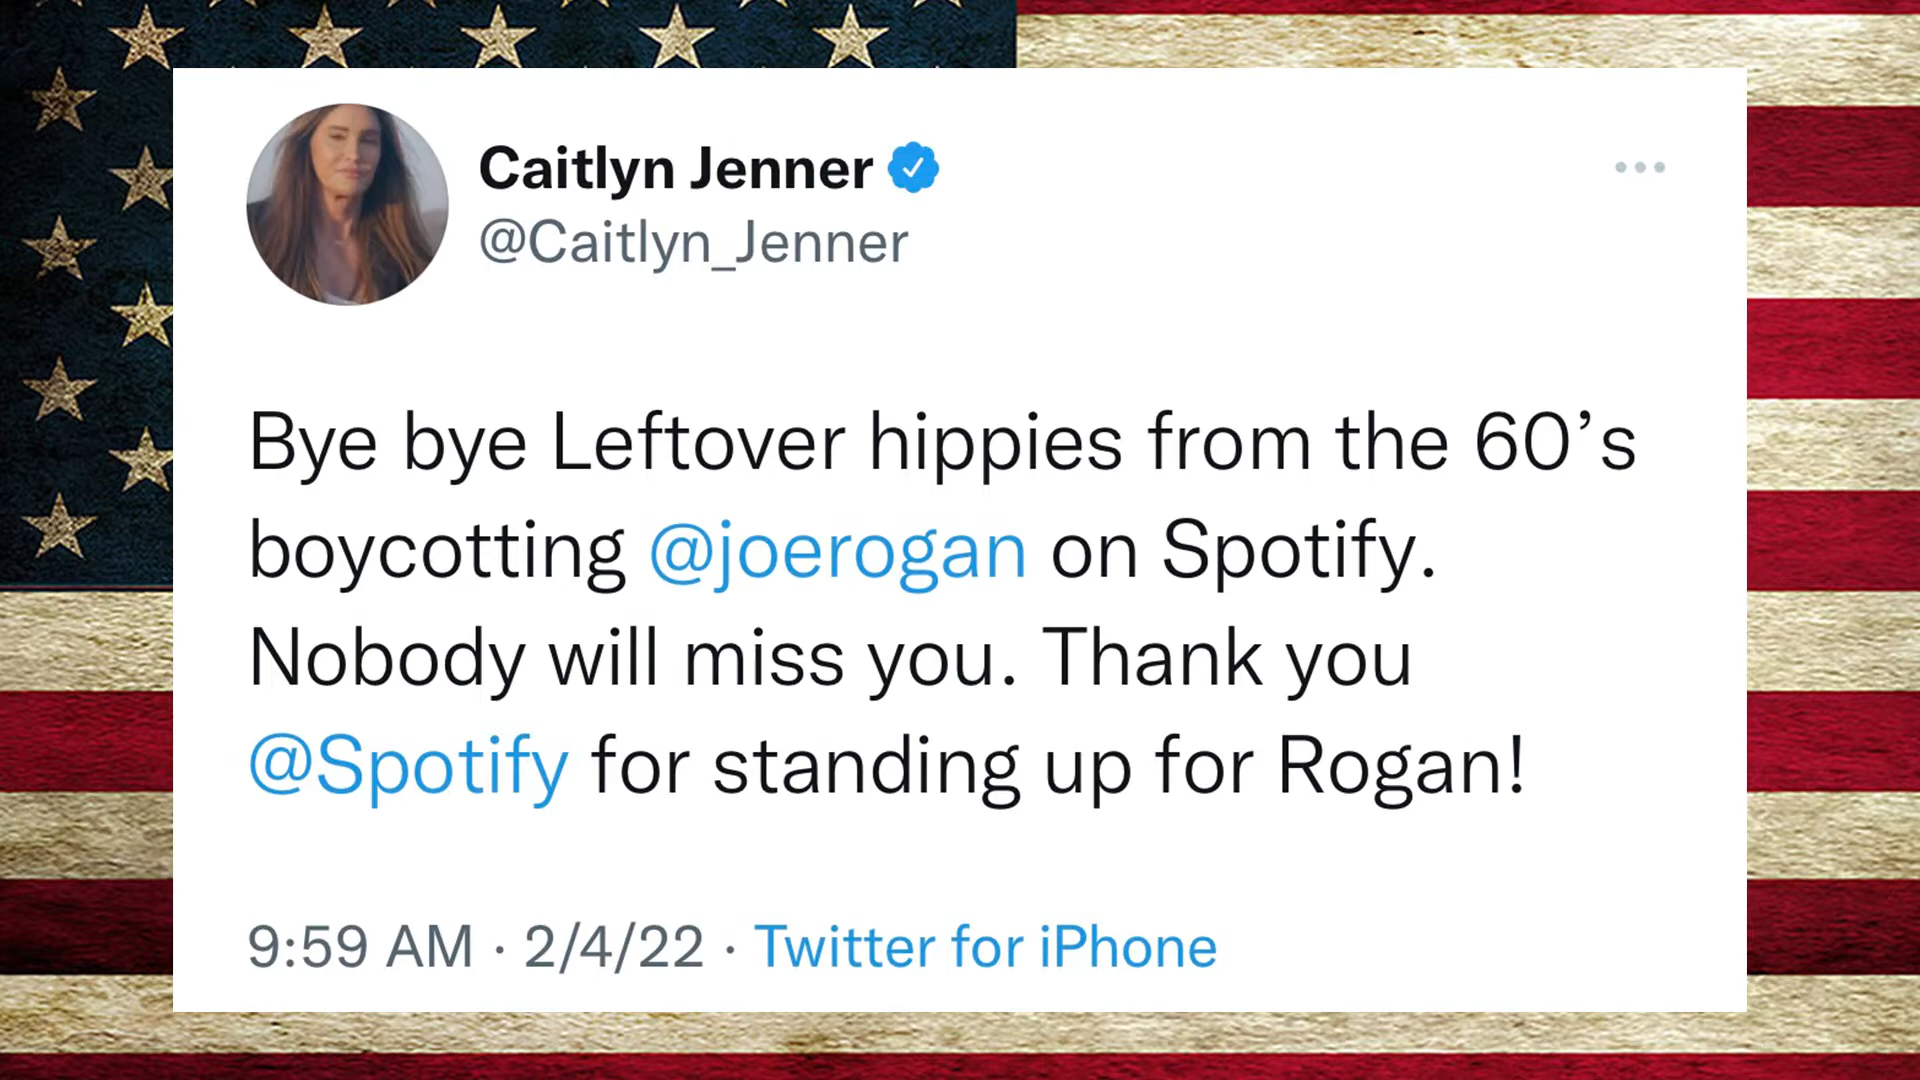 Caitlyn Jenner
@Caitlyn_Jenner
Bye bye Leftover hippies from the 60’s
boycotting @joerogan on Spotify.
Nobody will miss you. Thank you
@Spotify for standing up for Rogan!
9:59 AM · 2/4/22 · Twitter for iPhone